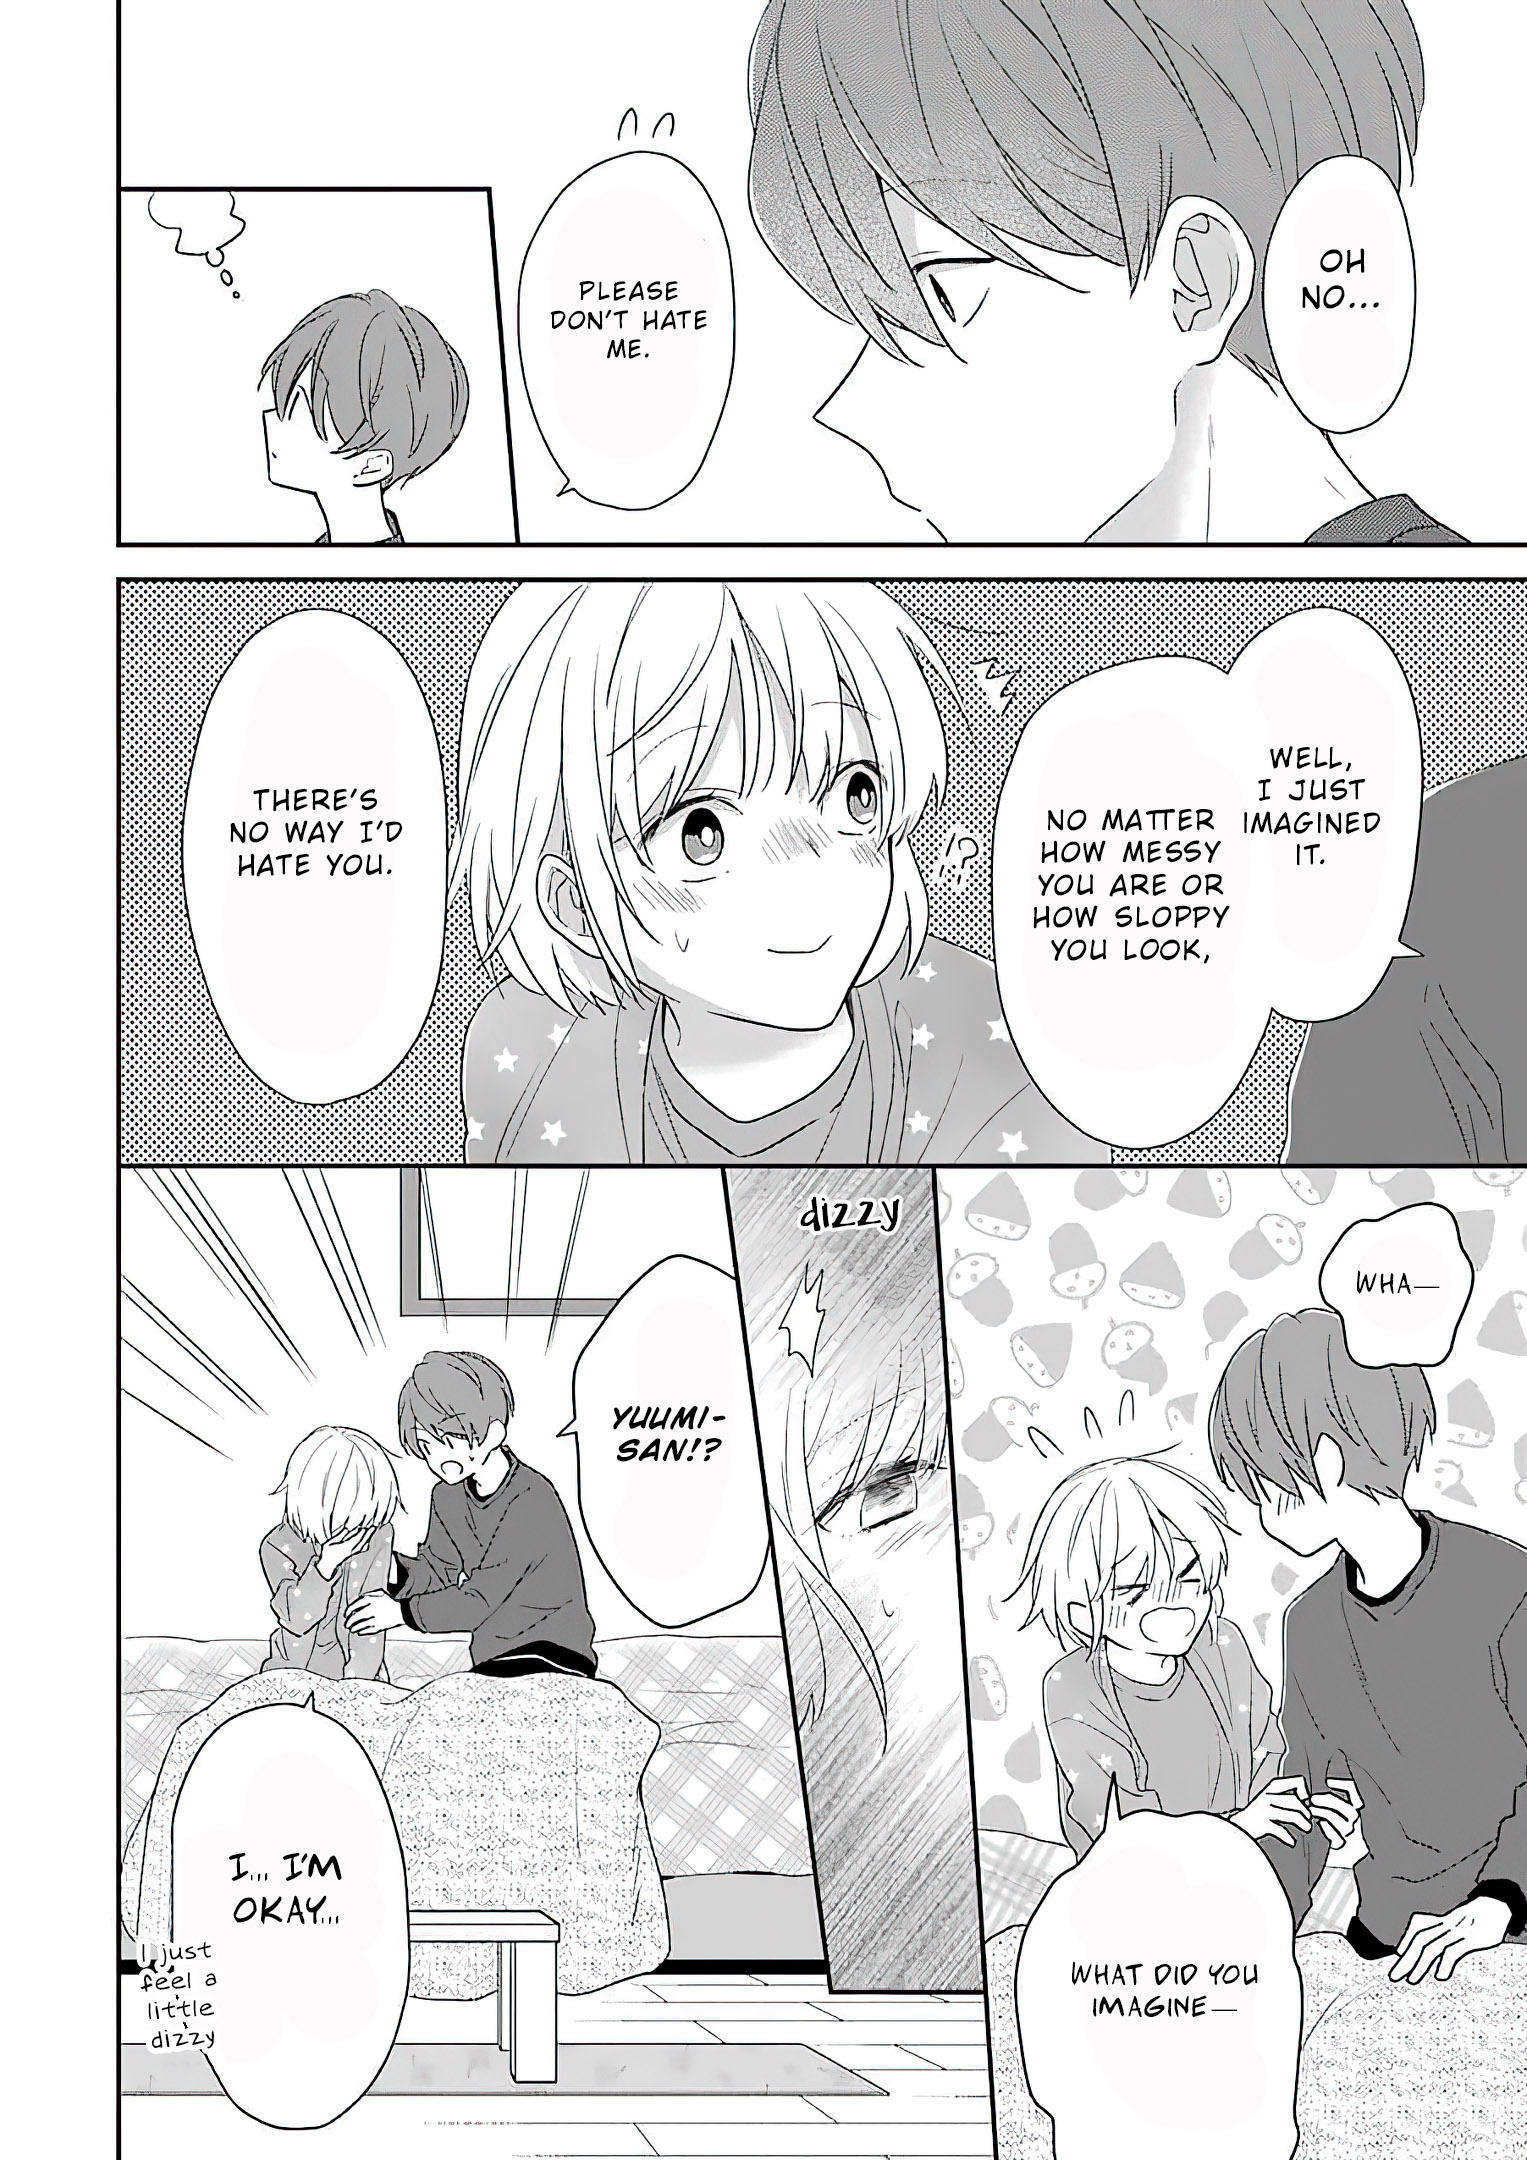 OH
NO...
PLEASE
DON'T HATE
ME.
WELL,
I JUST
IMAGINED
IT.
NO MATTER
HOW MESSY
YOU ARE OR
HOW SLOPPY
YOU LOOK,
!?
THERE'S
NO WAY I'D
HATE YOU.
WHA—
WHAT DID YOU
IMAGINE—
dizzy
YUUMI-
SAN!?
I... I'M
OKAY...
I just
feel a
little
dizzy